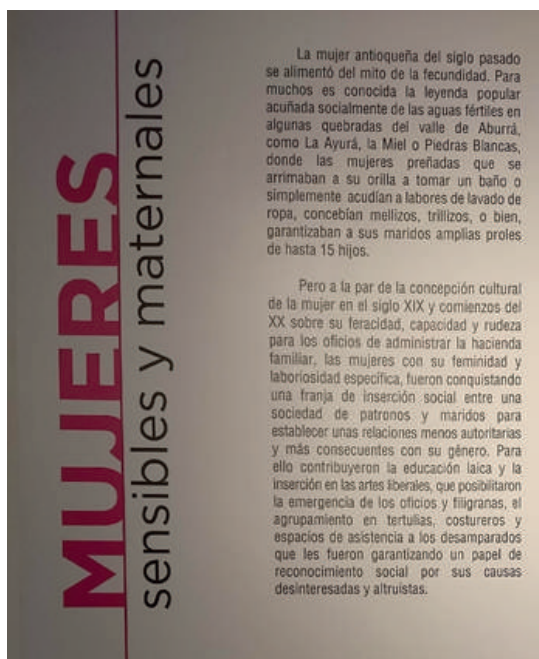 MUJERES
sensibles y maternales
La mujer antioqueña del siglo pasado
se alimentó del mito de la fecundidad. Para
muchos es conocida la leyenda popular
acuñada socialmente de las aguas fértiles en
algunas quebradas del valle de Aburrá,
como La Ayurá, la Miel o Piedras Blancas,
donde las mujeres preñadas que se
arrimaban a su orilla a tomar un baño o
simplemente acudían a labores de lavado de
ropa, concebían mellizos, trillizos, o bien,
garantizaban a sus maridos amplias proles
de hasta 15 hijos.
Pero a la par de la concepción cultural
de la mujer en el siglo XIX y comienzos del
XX sobre su feracidad, capacidad y rudeza
para los oficios de administrar la hacienda
familiar, las mujeres con su feminidad y
laboriosidad específica, fueron conquistando
una franja de inserción social entre una
sociedad de patronos y maridos para
establecer unas relaciones menos autoritarias
y más consecuentes con su género. Para
ello contribuyeron la educación laica y la
inserción en las artes liberales, que posibilitaron
la emergencia de los oficios y filigranas, el
agrupamiento en tertulias, costureros y
espacios de asistencia a los desamparados
que les fueron garantizando un papel de
reconocimiento social por sus causas
desinteresadas y altruistas.